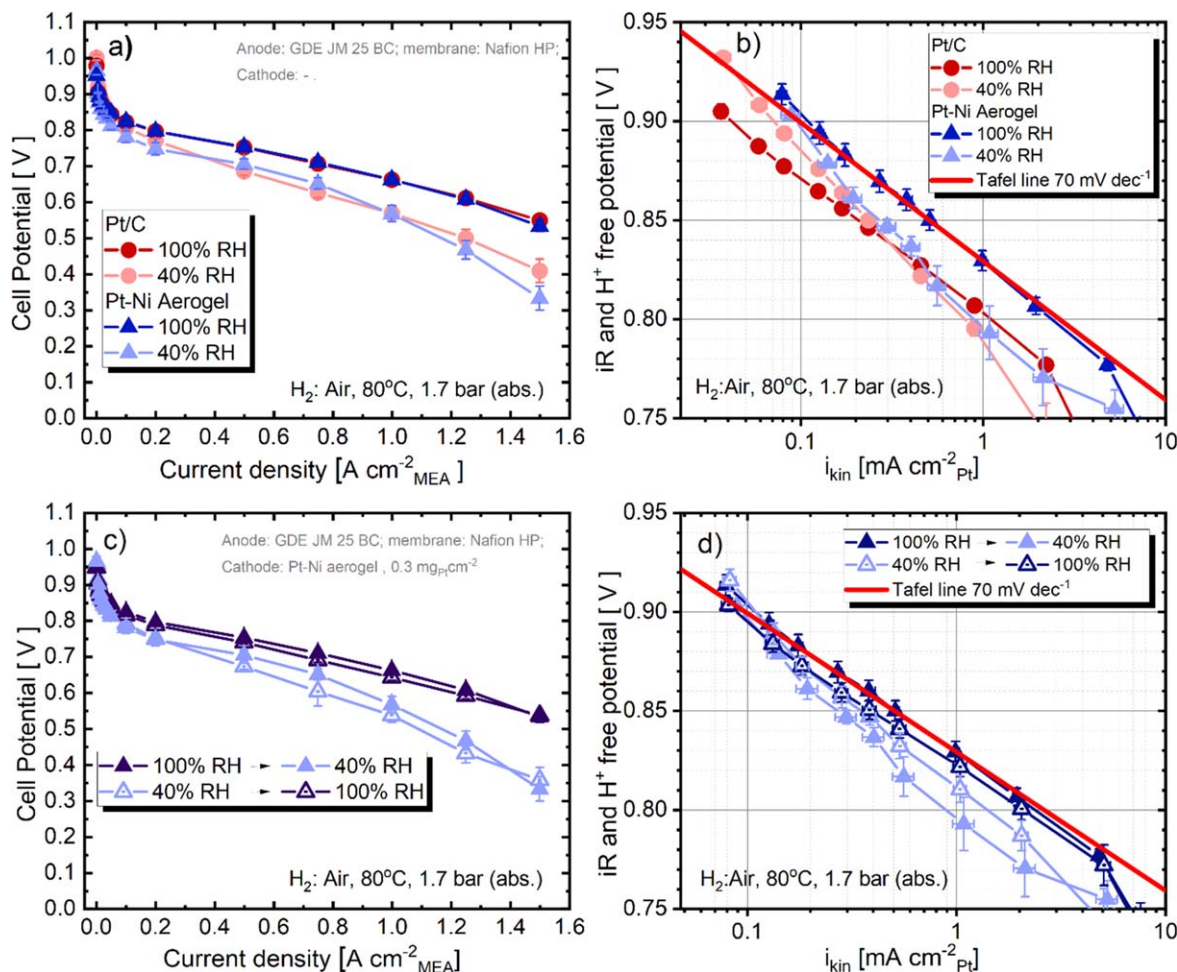 a)
Anode: GDE JM 25 BC; membrane: Nafion HP;
Cathode: - .
Cell Potential [ V ]
1.1
1.0
0.9
0.8
0.7
0.6
0.5
0.4
0.3
0.2
0.1
0.0
Pt/C
100% RH
40% RH
Pt-Ni Aerogel
100% RH
40% RH
H₂: Air, 80ºC, 1.7 bar (abs.)
0.0 0.2 0.4 0.6 0.8 1.0 1.2 1.4 1.6
Current density [A cm⁻²MEA ]
b)
iR and H⁺ free potential [ V ]
0.95
0.90
0.85
0.80
0.75
Pt/C
100% RH
40% RH
Pt-Ni Aerogel
100% RH
40% RH
Tafel line 70 mV dec⁻¹
H₂:Air, 80ºC, 1.7 bar (abs.)
0.1 1 10
iₖᵢₙ [mA cm⁻²Pt]
c)
Anode: GDE JM 25 BC; membrane: Nafion HP;
Cathode: Pt-Ni aerogel , 0.3 mgPtcm⁻²
Cell Potential [ V ]
1.1
1.0
0.9
0.8
0.7
0.6
0.5
0.4
0.3
0.2
0.1
0.0
100% RH ► 40% RH
40% RH ► 100% RH
H₂: Air, 80ºC, 1.7 bar (abs.)
0.0 0.2 0.4 0.6 0.8 1.0 1.2 1.4 1.6
Current density [A cm⁻²MEA]
d)
iR and H⁺ free potential [ V ]
0.95
0.90
0.85
0.80
0.75
100% RH ► 40% RH
40% RH ► 100% RH
Tafel line 70 mV dec⁻¹
H₂:Air, 80ºC, 1.7 bar (abs.)
0.1 1 10
iₖᵢₙ [mA cm⁻²Pt]